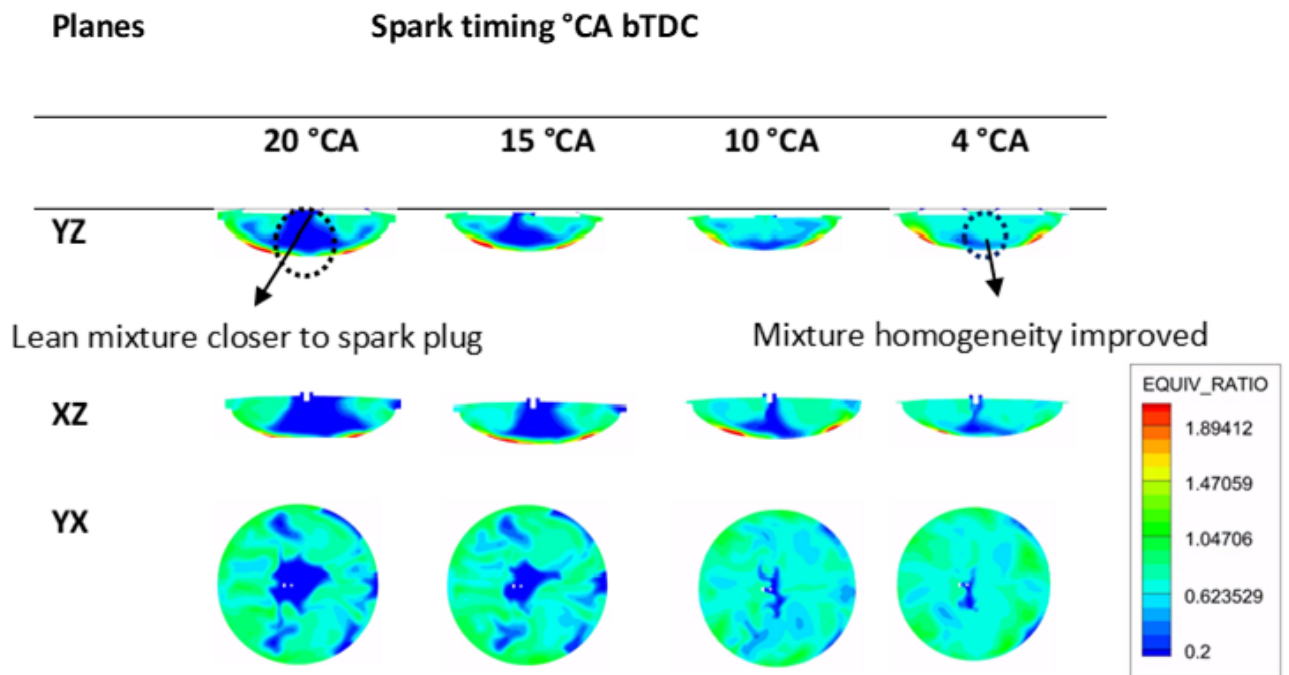 Planes Spark timing °CA bTDC
20 °CA 15 °CA 10 °CA 4 °CA
YZ
Lean mixture closer to spark plug
Mixture homogeneity improved
XZ
YX
EQUIV_RATIO
1.89412
1.47059
1.04706
0.623529
0.2